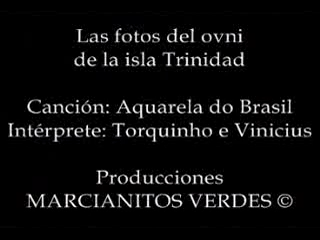 Las fotos del ovni
de la isla Trinidad
Canción: Aquarela do Brasil
Intérprete: Torquinho e Vinicius
Producciones
MARCIANITOS VERDES ©